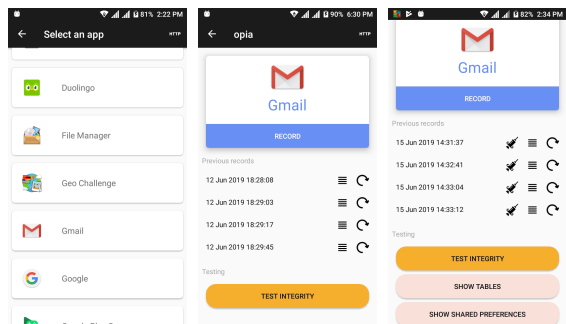 81% 2:22 PM
Select an app
HTTP
Duolingo
File Manager
Geo Challenge
Gmail
Google
90% 6:30 PM
opia
HTTP
Gmail
RECORD
Previous records
12 Jun 2019 18:28:08
12 Jun 2019 18:29:03
12 Jun 2019 18:29:17
12 Jun 2019 18:29:45
Testing
TEST INTEGRITY
82% 2:34 PM
Gmail
RECORD
Previous records
15 Jun 2019 14:31:37
15 Jun 2019 14:32:41
15 Jun 2019 14:33:04
15 Jun 2019 14:33:12
Testing
TEST INTEGRITY
SHOW TABLES
SHOW SHARED PREFERENCES